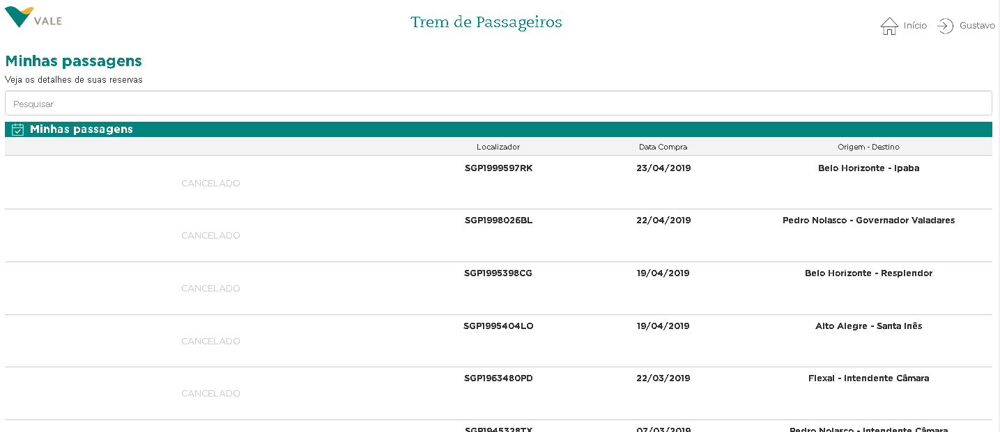 VALE
Trem de Passageiros
Início Gustavo
Minhas passagens
Veja os detalhes de suas reservas
Pesquisar
Minhas passagens
Localizador Data Compra Origem - Destino
SGP1999597RK 23/04/2019 Belo Horizonte - Ipaba
CANCELADO
SGP1998026BL 22/04/2019 Pedro Nolasco - Governador Valadares
CANCELADO
SGP1995398CG 19/04/2019 Belo Horizonte - Resplendor
CANCELADO
SGP1995404LO 19/04/2019 Alto Alegre - Santa Inês
CANCELADO
SGP1963480PD 22/03/2019 Flexal - Intendente Câmara
CANCELADO
SGP1945328TX 07/03/2019 Pedro Nolasco - Intendente Câmara